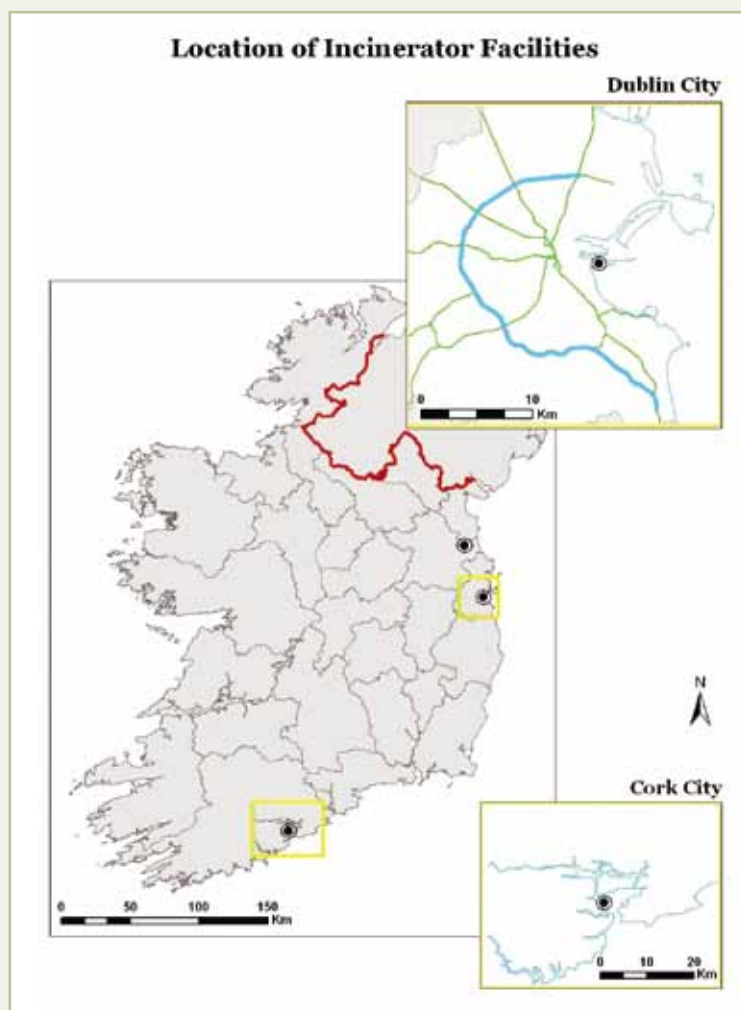 Location of Incinerator Facilities
Dublin City
0 10
Km
N
Cork City
0 50 100 150
Km
0 10 20
Km